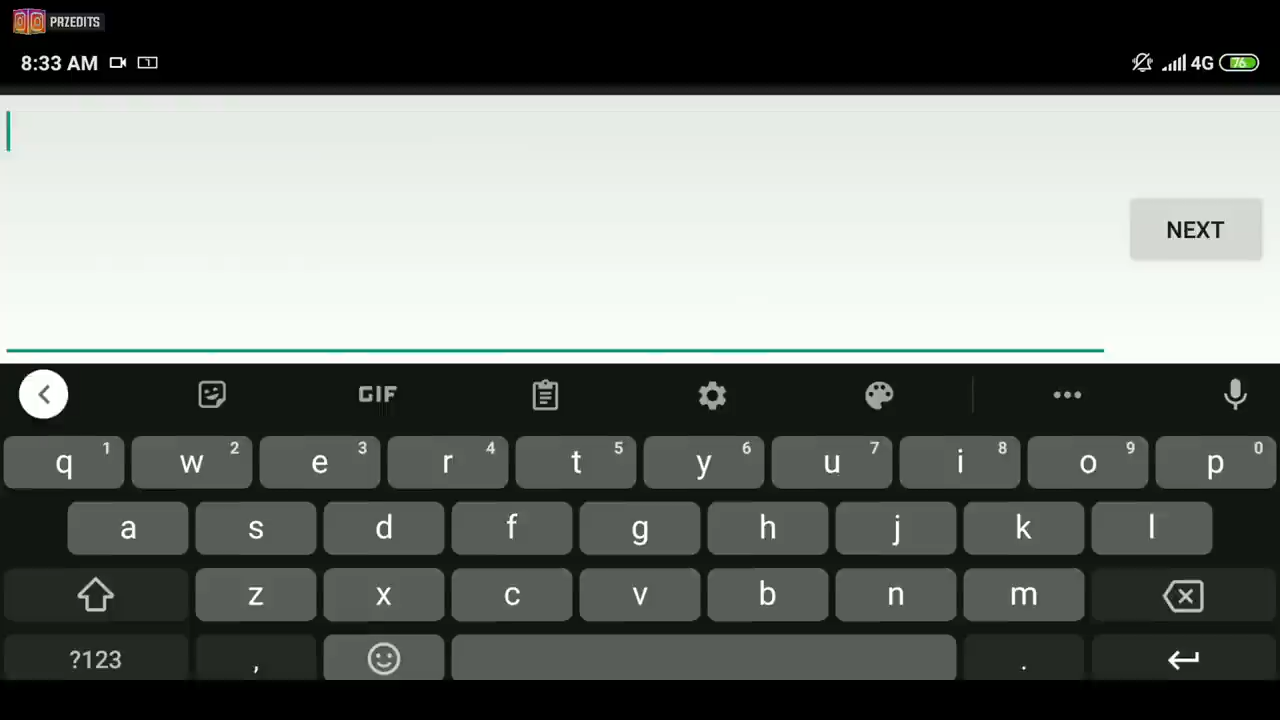 PRZEDITS
8:33 AM
4G 76
NEXT
GIF
q 1 w 2 e 3 r 4 t 5 y 6 u 7 i 8 o 9 p 0
a s d f g h j k l
z x c v b n m
?123 , .